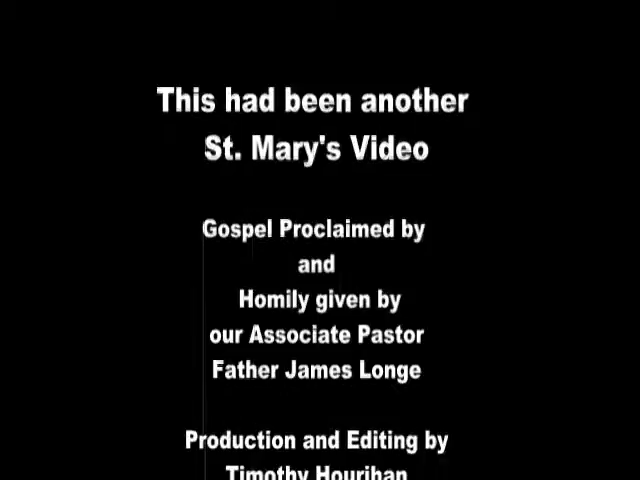 This had been another
St. Mary's Video
Gospel Proclaimed by
and
Homily given by
our Associate Pastor
Father James Longe
Production and Editing by
Timothy Hourihan